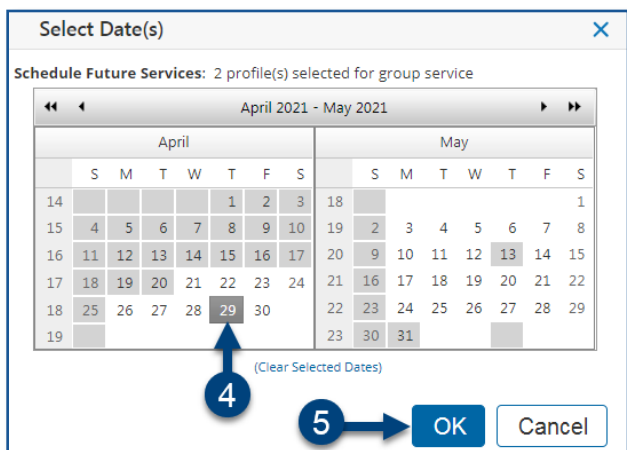 Select Date(s) ×
Schedule Future Services: 2 profile(s) selected for group service
April 2021 - May 2021
April May
S M T W T F S S M T W T F S
14 1 2 3 18 1
15 4 5 6 7 8 9 10 19 2 3 4 5 6 7 8
16 11 12 13 14 15 16 17 20 9 10 11 12 13 14 15
17 18 19 20 21 22 23 24 21 16 17 18 19 20 21 22
18 25 26 27 28 29 30 22 23 24 25 26 27 28 29
19 23 30 31
(Clear Selected Dates)
4
5 OK Cancel